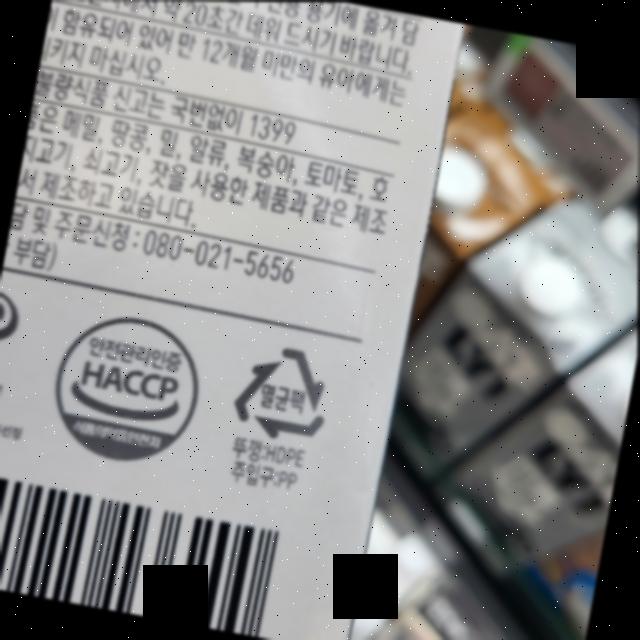 약 20초간 데워 드시기 바랍니다.
함유되어 있어 만 12개월 미만의 유아에게는
키지 마십시오.
불량식품 신고는 국번없이 1399
은 메밀, 땅콩, 밀, 알류, 복숭아, 토마토, 호
고기, 쇠고기, 잣을 사용한 제품과 같은 제조
서 제조하고 있습니다.
및 주문신청 : 080-021-5656
부담)
안전관리인증
HACCP
멸균팩
뚜껑:HDPE
주입구:PP